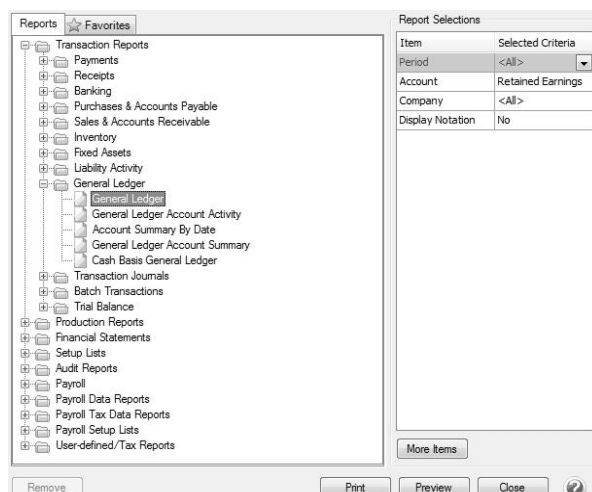 Reports
Favorites
Transaction Reports
Payments
Receipts
Banking
Purchases & Accounts Payable
Sales & Accounts Receivable
Inventory
Fixed Assets
Liability Activity
General Ledger
General Ledger
General Ledger Account Activity
Account Summary By Date
General Ledger Account Summary
Cash Basis General Ledger
Transaction Journals
Batch Transactions
Trial Balance
Production Reports
Financial Statements
Setup Lists
Audit Reports
Payroll
Payroll Data Reports
Payroll Tax Data Reports
Payroll Setup Lists
User-defined/Tax Reports
Report Selections
Item Selected Criteria
Period <All>
Account Retained Earnings
Company <All>
Display Notation No
More Items
Remove Print Preview Close ?